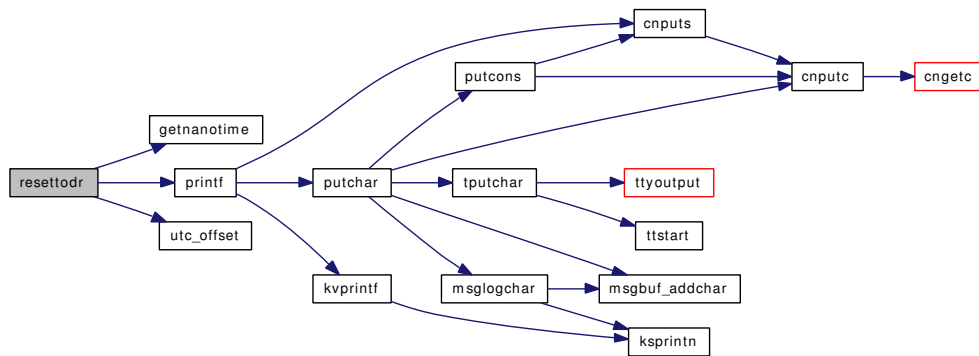 cnputs
putcons
cnputc
cngetc
getnanotime
resettodr
printf
putchar
tputchar
ttyoutput
utc_offset
ttstart
kvprintf
msglogchar
msgbuf_addchar
ksprintn